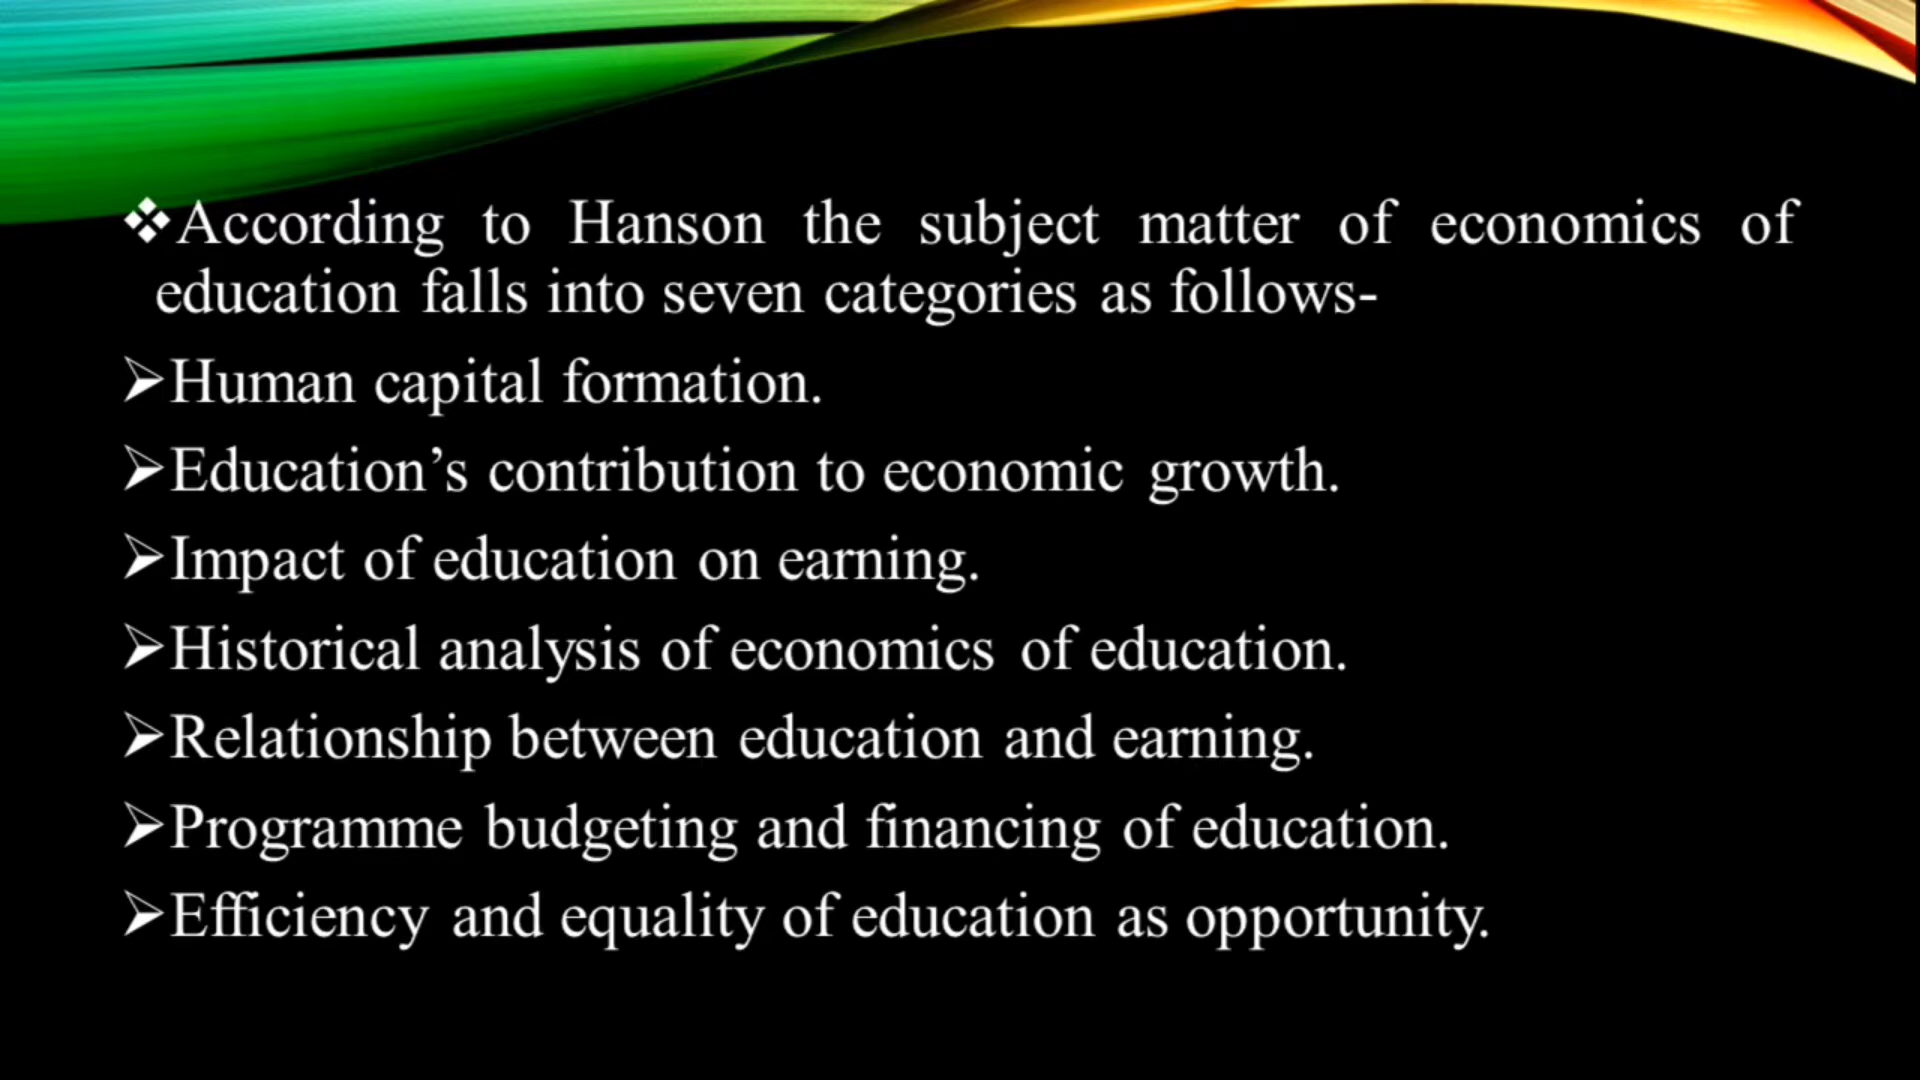 ❖According to Hanson the subject matter of economics of
education falls into seven categories as follows-
➢Human capital formation.
➢Education’s contribution to economic growth.
➢Impact of education on earning.
➢Historical analysis of economics of education.
➢Relationship between education and earning.
➢Programme budgeting and financing of education.
➢Efficiency and equality of education as opportunity.